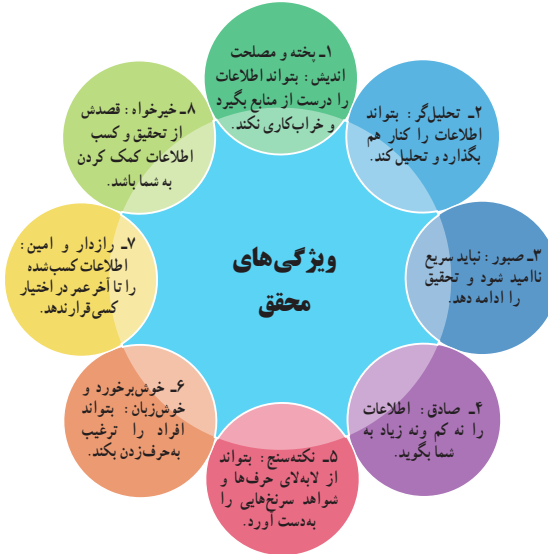 ویژگی‌های
محقق
۱ـ پخته و مصلحت
اندیش : بتواند اطلاعات
را درست از منابع بگیرد
و خراب‌کاری نکند.
۲ـ تحلیل‌گر : بتواند
اطلاعات را کنار هم
بگذارد و تحلیل کند.
۳ـ صبور : نباید سریع
ناامید شود و تحقیق
را ادامه دهد.
۴ـ صادق : اطلاعات
را نه کم ونه زیاد به
شما بگوید.
۵ـ نکته‌سنج : بتواند
از لابه‌لای حرف‌ها و
شواهد سرنخ‌هایی را
به‌دست آورد.
۶ـ خوش‌برخورد و
خوش‌زبان : بتواند
افراد را ترغیب
به‌حرف‌زدن بکند.
۷ـ رازدار و امین :
اطلاعات کسب‌شده
را تا آخر عمر در اختیار
کسی قرار ندهد.
۸ـ خیرخواه : قصدش
از تحقیق و کسب
اطلاعات کمک کردن
به شما باشد.